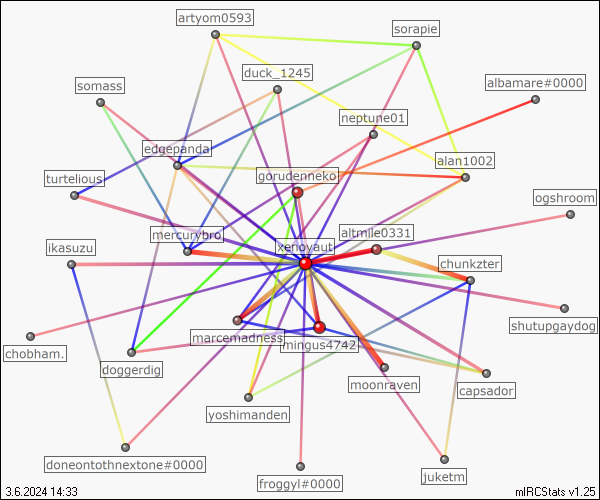 artyom0593
sorapie
duck_1245
albamare#0000
somass
neptune01
edgepanda
alan1002
gorudenneko
turtelious
ogshroom
mercurybro.
altmile0331
xenoyaut
ikasuzu
chunkzter
shutupgaydog
marcemadness
mingus4742
chobham.
doggerdig
moonraven
capsador
yoshimanden
doneontothnextone#0000
juketm
froggyl#0000
3.6.2024 14:33
mIRCStats v1.25